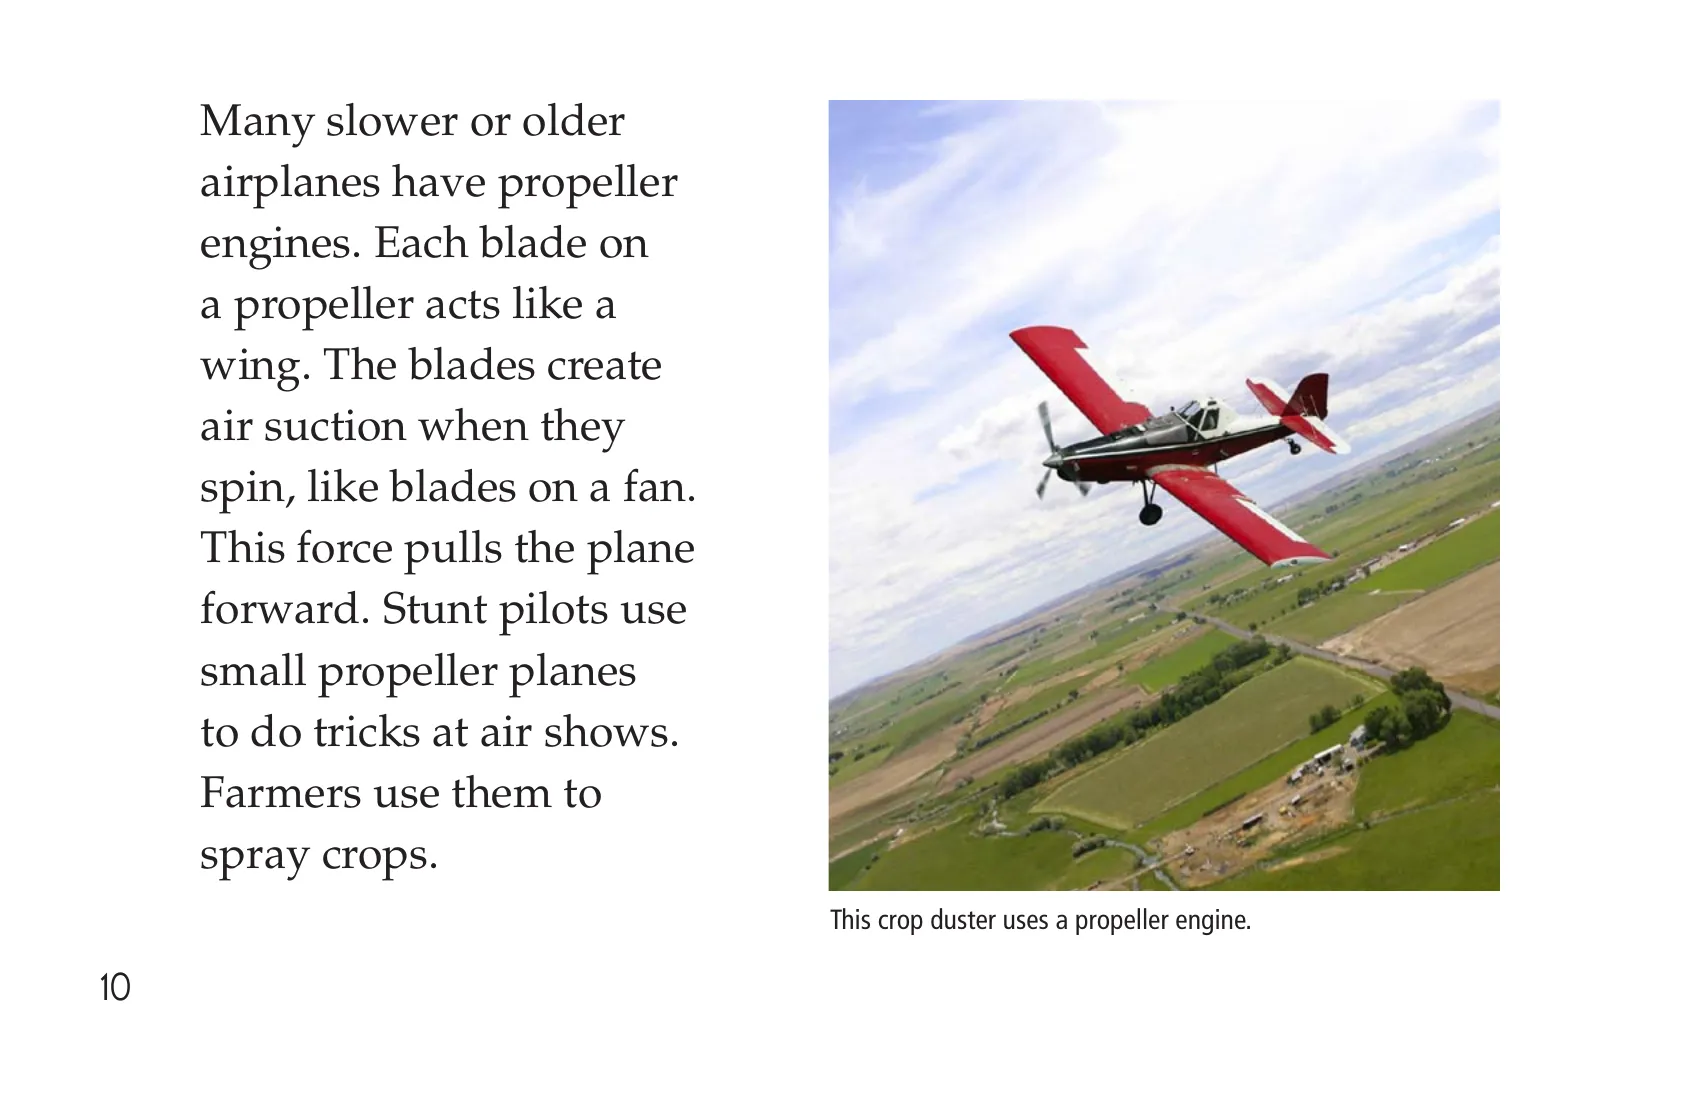 Many slower or older
airplanes have propeller
engines. Each blade on
a propeller acts like a
wing. The blades create
air suction when they
spin, like blades on a fan.
This force pulls the plane
forward. Stunt pilots use
small propeller planes
to do tricks at air shows.
Farmers use them to
spray crops.
This crop duster uses a propeller engine.
10